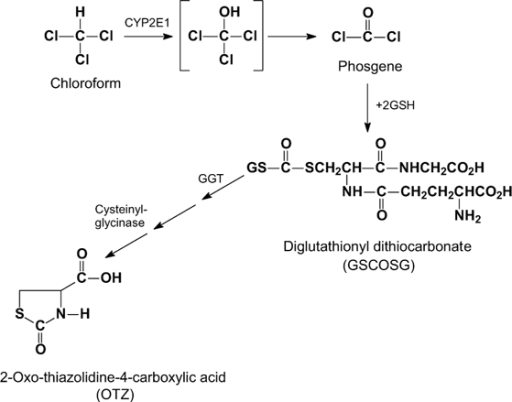 H
Cl C Cl
Cl
Chloroform
CYP2E1
OH
Cl C Cl
Cl
O
Cl C Cl
Phosgene
+2GSH
O
GS C SCH2CH C NHCH2CO2H
O
NH C CH2CH2CHCO2H
O
NH2
Diglutathionyl dithiocarbonate
(GSCOSG)
GGT
Cysteinyl-
glycinase
O
C OH
S N H
C
O
2-Oxo-thiazolidine-4-carboxylic acid
(OTZ)